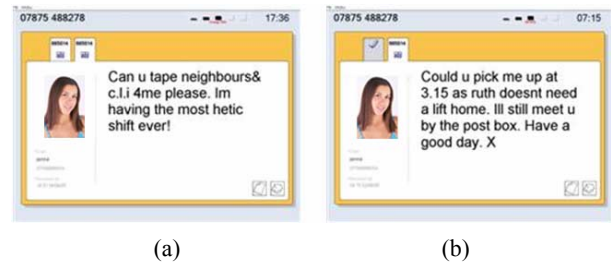 07875 488278
17:36
Can u tape neighbours&
c.l.i 4me please. Im
having the most hetic
shift ever!
07875 488278
07:15
Could u pick me up at
3.15 as ruth doesnt need
a lift home. Ill still meet u
by the post box. Have a
good day. X
(a)
(b)